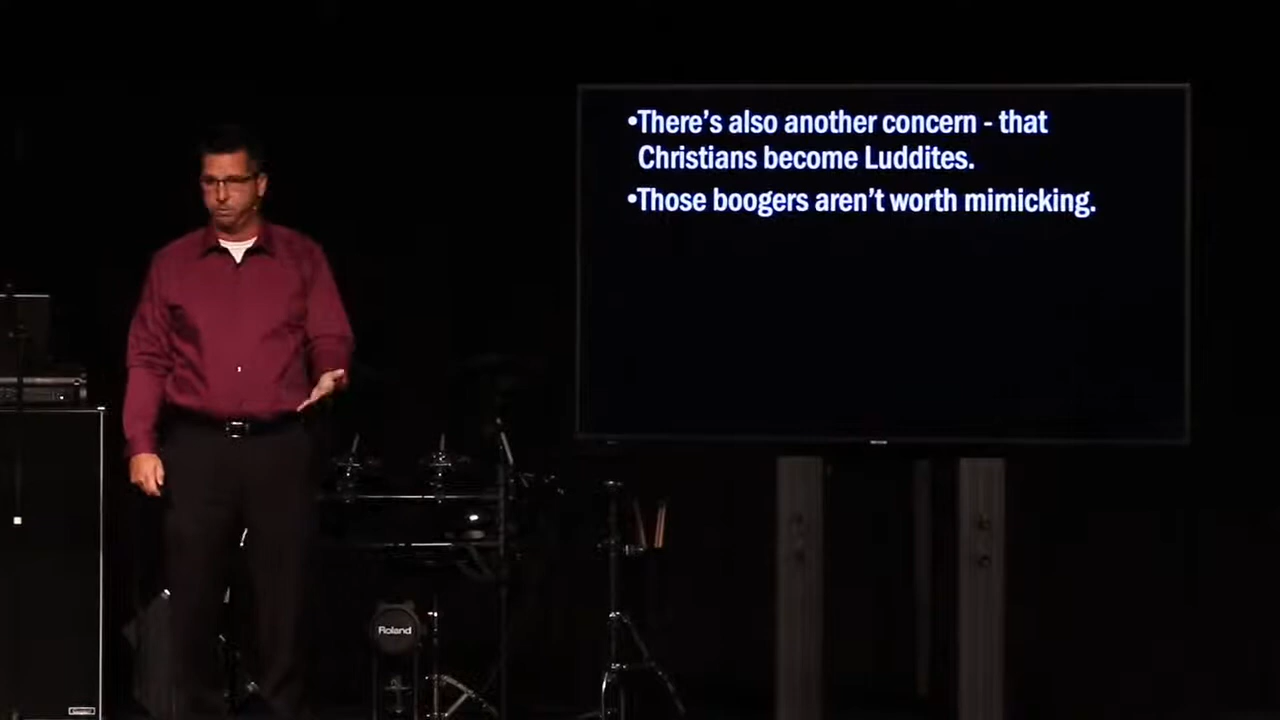 •There's also another concern - that
Christians become Luddites.
•Those boogers aren't worth mimicking.
Roland